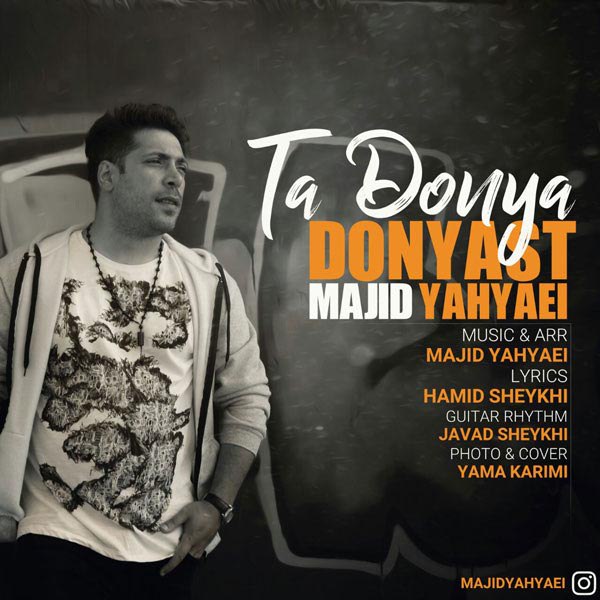 Ta Donya
DONYAST
MAJID YAHYAEI
MUSIC & ARR
MAJID YAHYAEI
LYRICS
HAMID SHEYKHI
GUITAR RHYTHM
JAVAD SHEYKHI
PHOTO & COVER
YAMA KARIMI
MAJIDYAHYAEI